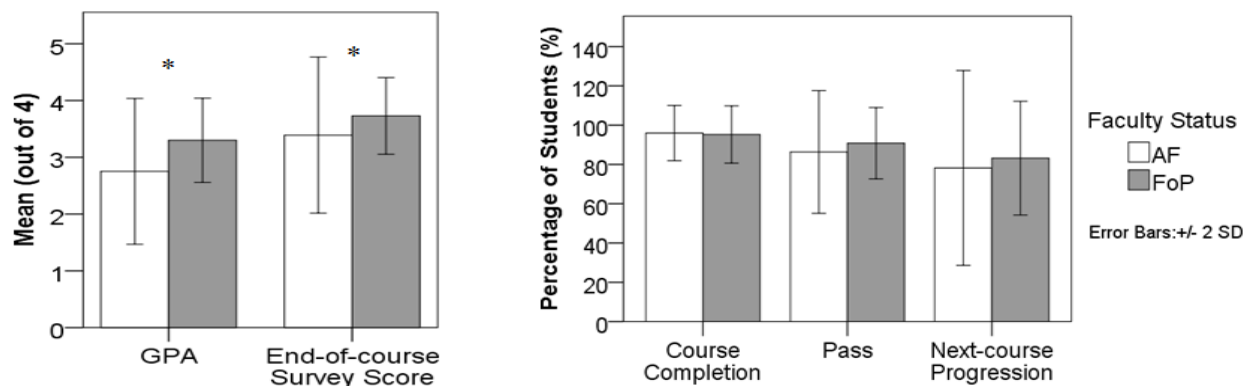 Mean (out of 4)
5
4
3
2
1
0
*
*
GPA
End-of-course
Survey Score
Percentage of Students (%)
140
120
100
80
60
40
20
0
Course
Completion
Pass
Next-course
Progression
Faculty Status
AF
FoP
Error Bars:+/- 2 SD